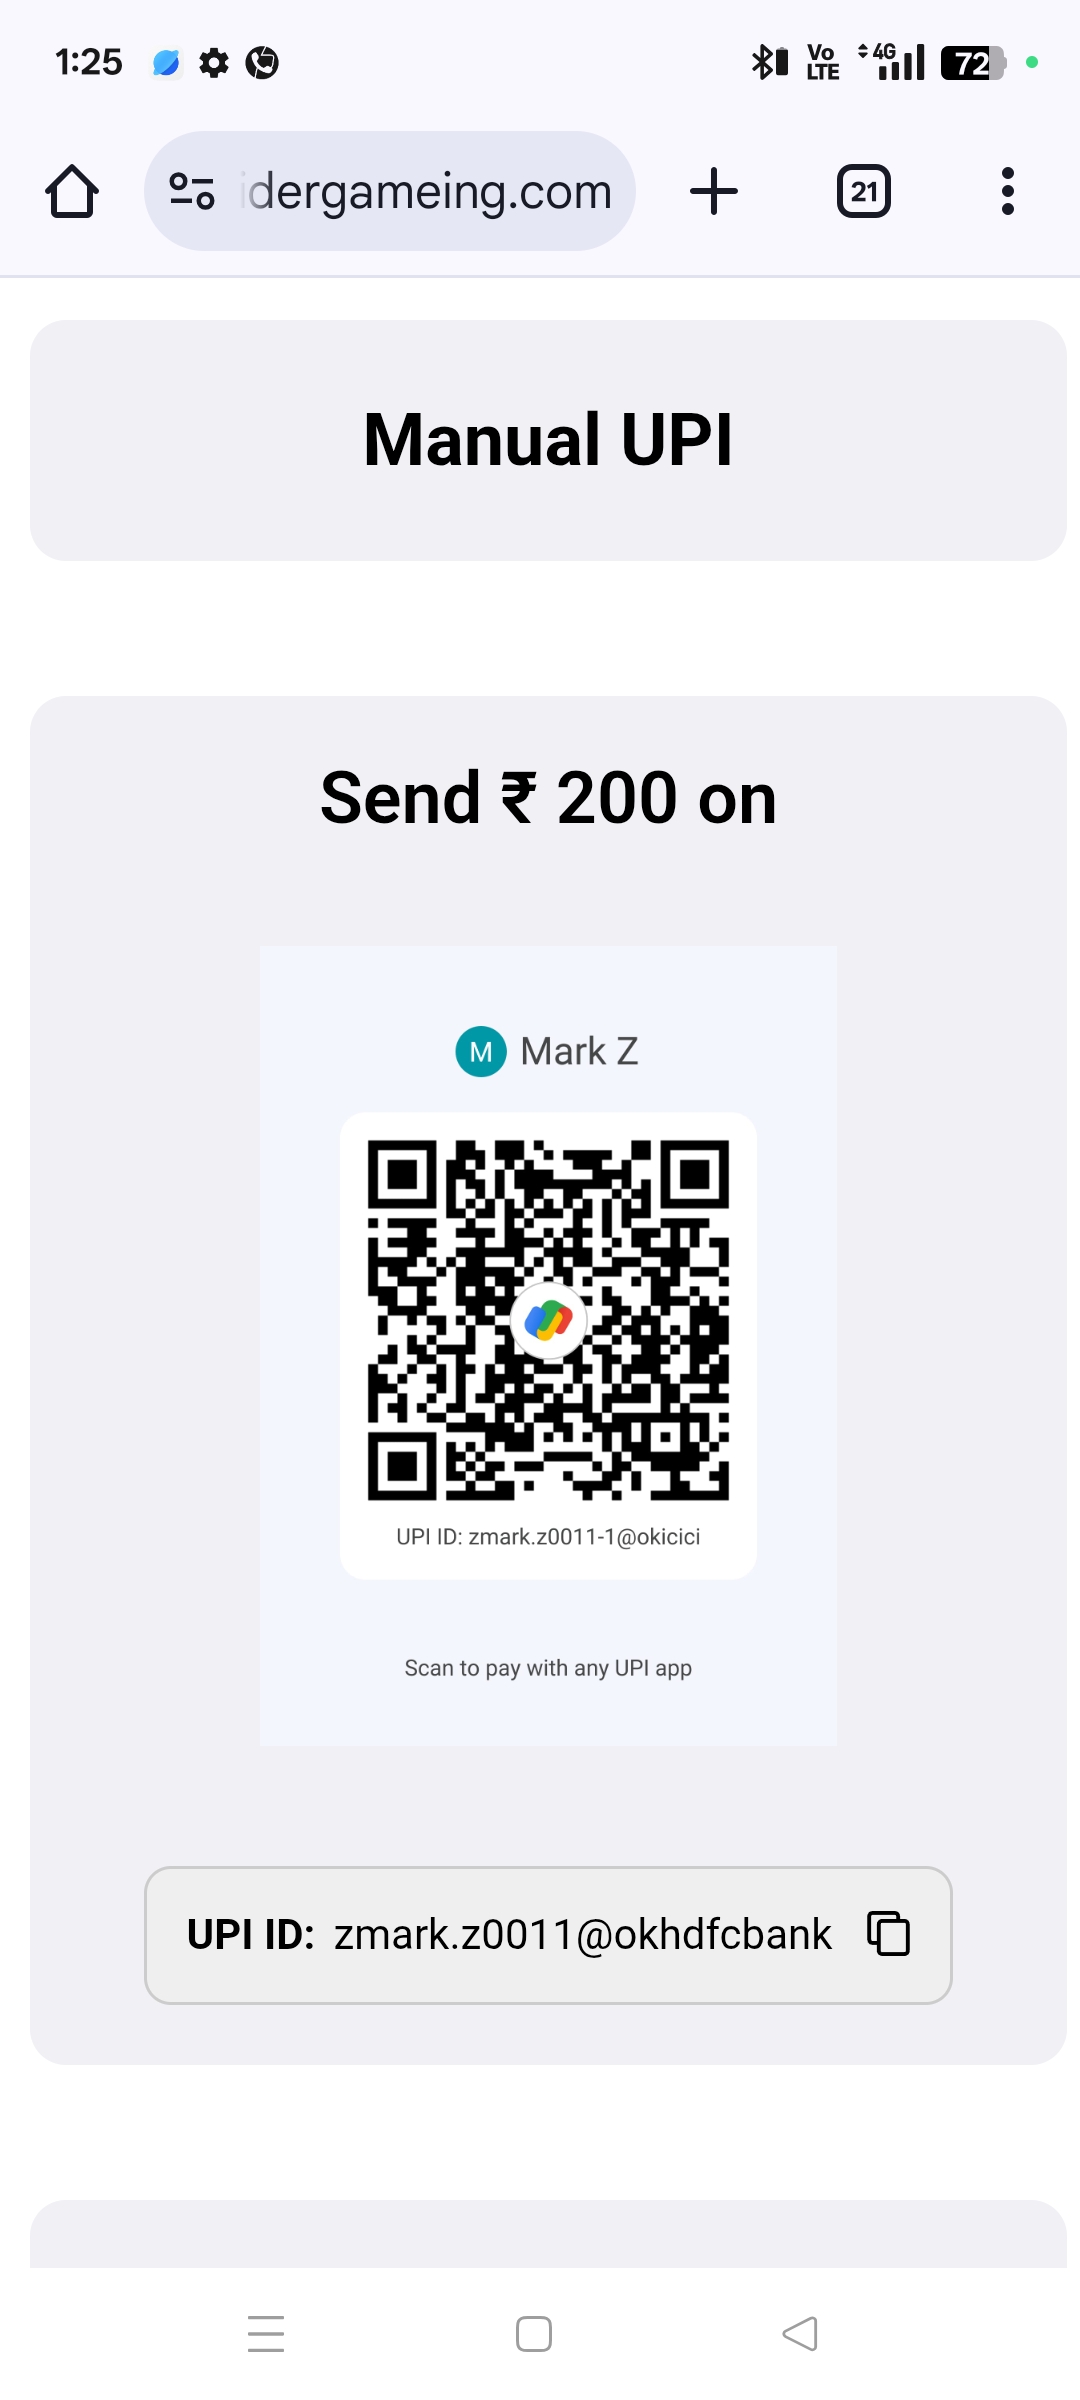 1:25
Vo
LTE
4G
72
idergameing.com
21
Manual UPI
Send ₹ 200 on
M Mark Z
UPI ID: zmark.z0011-1@okicici
Scan to pay with any UPI app
UPI ID: zmark.z0011@okhdfcbank